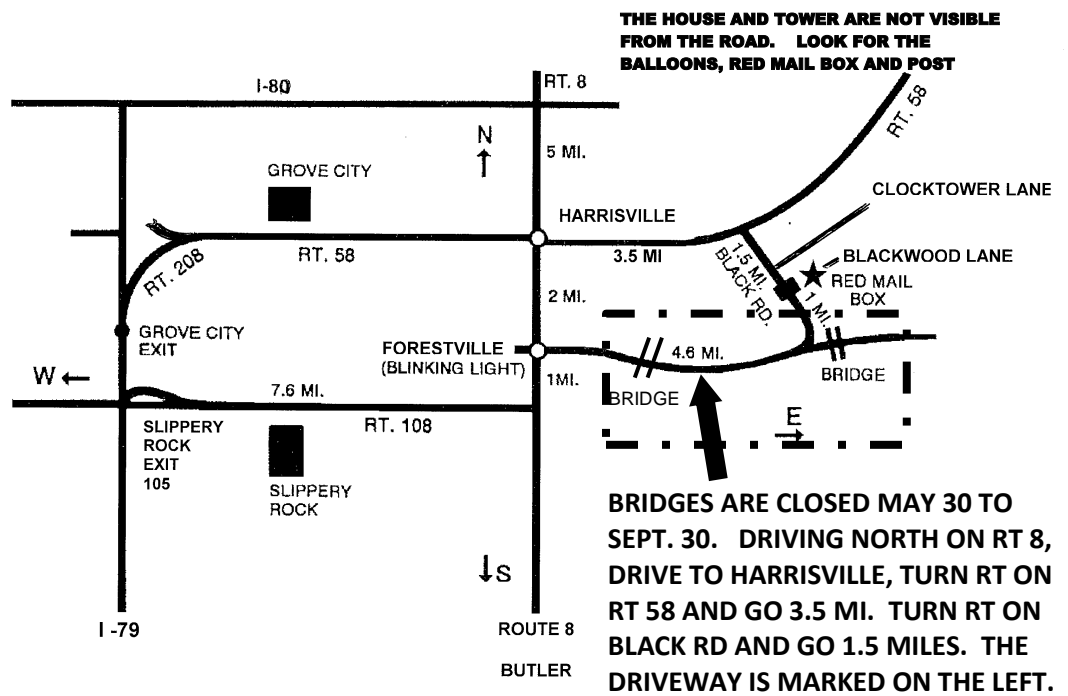 THE HOUSE AND TOWER ARE NOT VISIBLE
FROM THE ROAD. LOOK FOR THE
BALLOONS, RED MAIL BOX AND POST
I-80
RT. 8
RT. 58
N
5 MI.
GROVE CITY
CLOCKTOWER LANE
HARRISVILLE
RT. 58
3.5 MI
1.5 MI.
BLACK RD.
BLACKWOOD LANE
RED MAIL
BOX
RT. 208
2 MI.
1 MI.
GROVE CITY
EXIT
FORESTVILLE
(BLINKING LIGHT)
4.6 MI.
W
1MI.
BRIDGE
BRIDGE
7.6 MI.
E
RT. 108
SLIPPERY
ROCK
EXIT
105
SLIPPERY
ROCK
S
I -79
ROUTE 8
BUTLER
BRIDGES ARE CLOSED MAY 30 TO
SEPT. 30. DRIVING NORTH ON RT 8,
DRIVE TO HARRISVILLE, TURN RT ON
RT 58 AND GO 3.5 MI. TURN RT ON
BLACK RD AND GO 1.5 MILES. THE
DRIVEWAY IS MARKED ON THE LEFT.